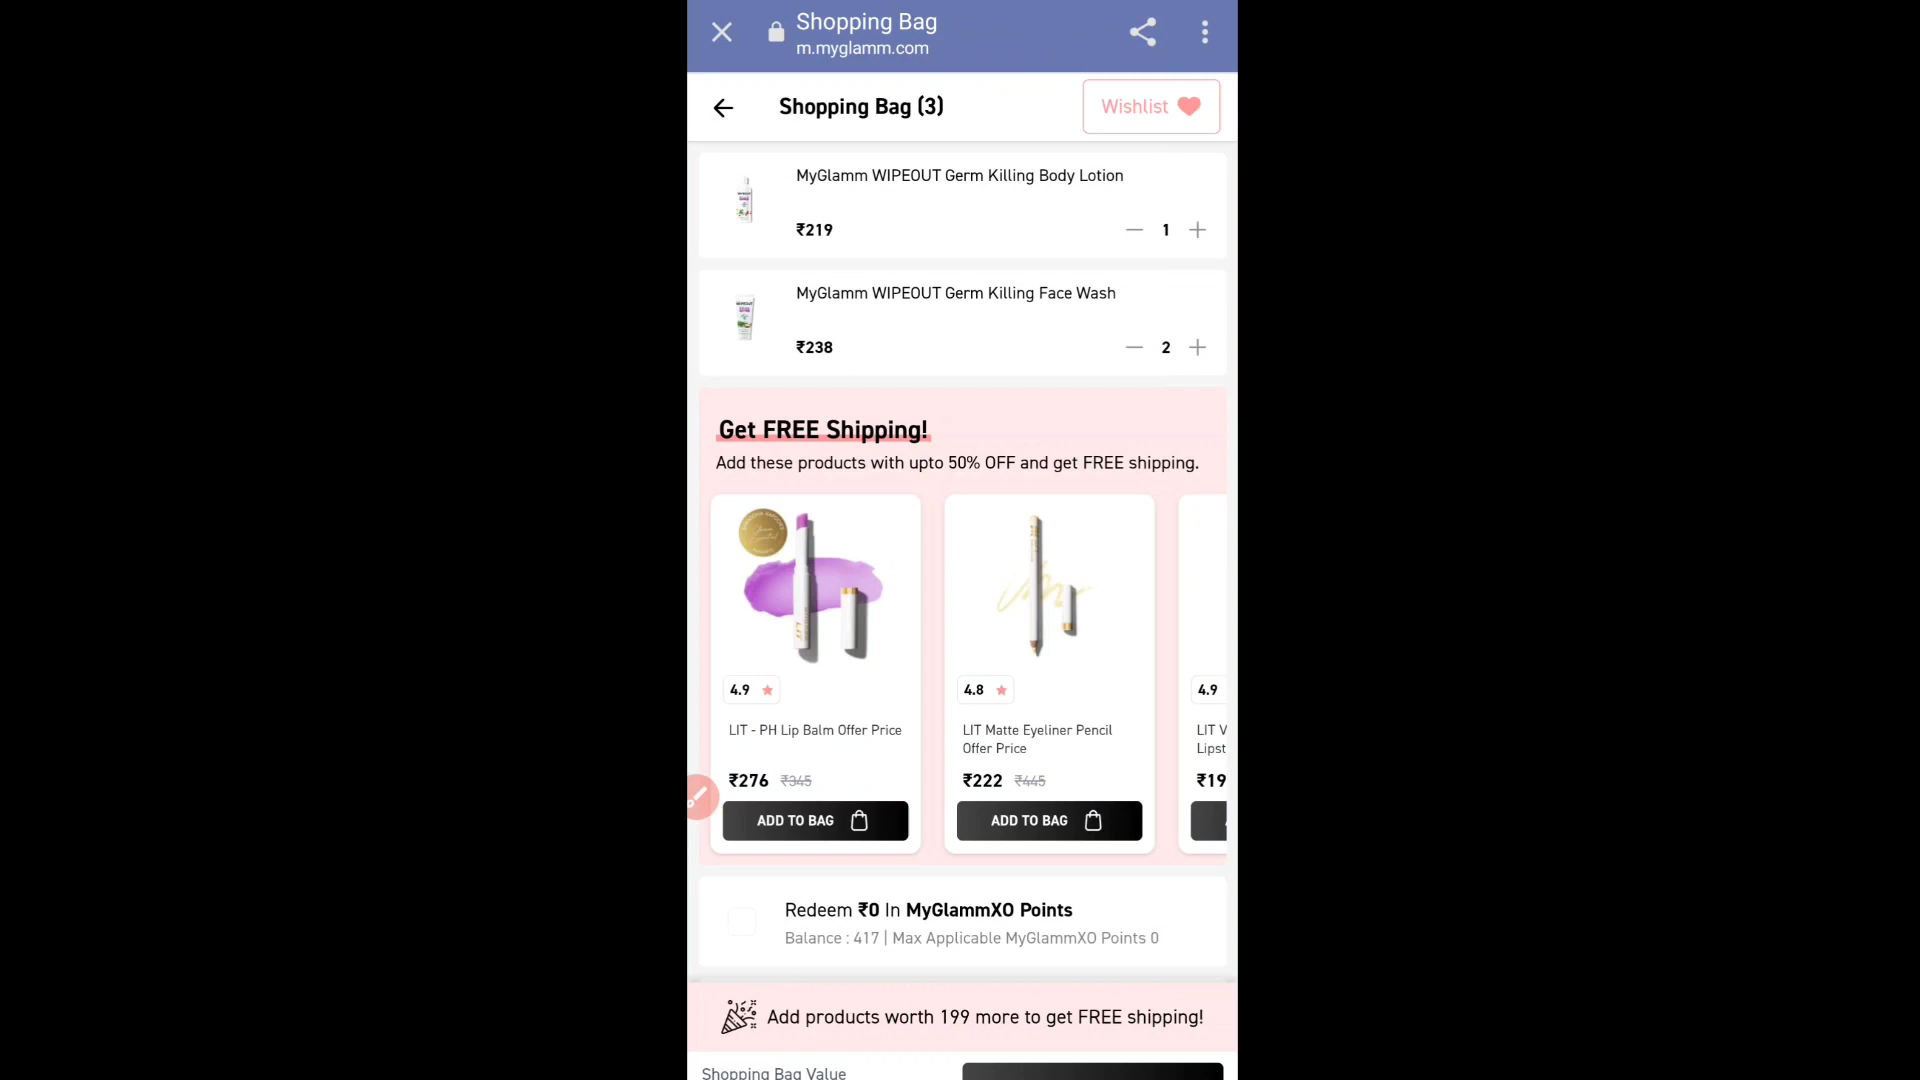 Shopping Bag
m.myglamm.com
Shopping Bag (3)
Wishlist
MyGlamm WIPEOUT Germ Killing Body Lotion
₹219
1
MyGlamm WIPEOUT Germ Killing Face Wash
₹238
2
Get FREE Shipping!
Add these products with upto 50% OFF and get FREE shipping.
LIT
4.9
4.8
4.9
LIT - PH Lip Balm Offer Price
LIT Matte Eyeliner Pencil
Offer Price
LIT V
Lipst
₹276 ₹345
₹222 ₹445
₹19
ADD TO BAG
ADD TO BAG
Redeem ₹0 In MyGlammXO Points
Balance : 417 | Max Applicable MyGlammXO Points 0
Add products worth 199 more to get FREE shipping!
Shopping Bag Value